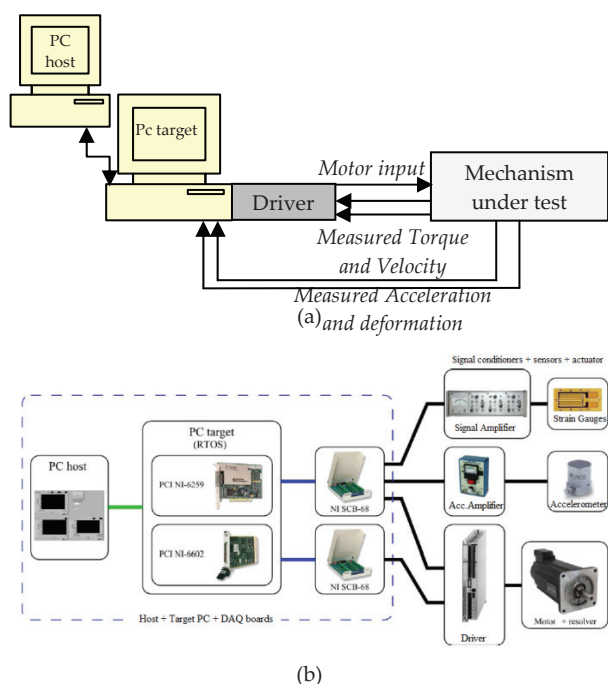 PC
host
Pc target
Driver
Motor input
Mechanism
under test
Measured Torque
and Velocity
Measured Acceleration
and deformation
(a)
Signal conditioners + sensors + actuator
Signal Amplifier
Strain Gauges
PC host
PC target
(RTOS)
PCI NI-6259
PCI NI-6602
NI SCB-68
NI SCB-68
Acc.Amplifier
Accelerometer
Driver
Motor + resolver
Host + Target PC + DAQ boards
(b)